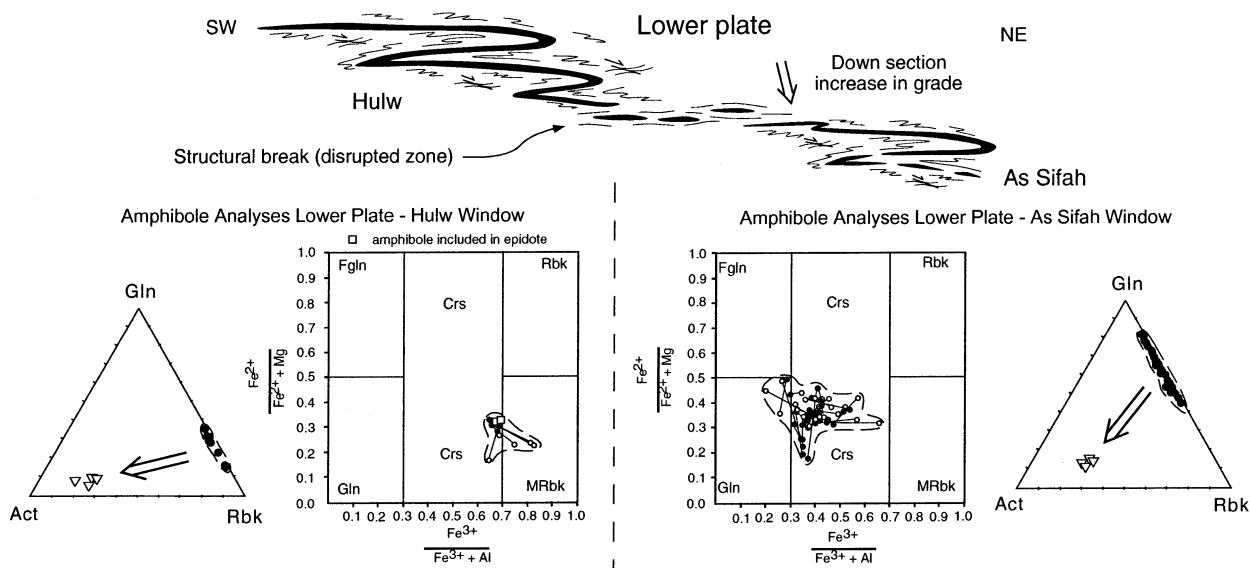 SW
Lower plate
NE
Down section
increase in grade
Hulw
Structural break (disrupted zone)
As Sifah
Amphibole Analyses Lower Plate - Hulw Window
□ amphibole included in epidote
Gln
Act
Rbk
Fe2+
Fe2+ + Mg
1.0
0.9
0.8
0.7
0.6
0.5
0.4
0.3
0.2
0.1
0.0
Fgln
Rbk
Crs
Crs
Gln
MRbk
0.1 0.2 0.3 0.4 0.5 0.6 0.7 0.8 0.9 1.0
Fe3+
Fe3+ + Al
Amphibole Analyses Lower Plate - As Sifah Window
Fe2+
Fe2+ + Mg
1.0
0.9
0.8
0.7
0.6
0.5
0.4
0.3
0.2
0.1
0.0
Fgln
Rbk
Crs
Crs
Gln
MRbk
0.1 0.2 0.3 0.4 0.5 0.6 0.7 0.8 0.9 1.0
Fe3+
Fe3+ + Al
Gln
Act
Rbk